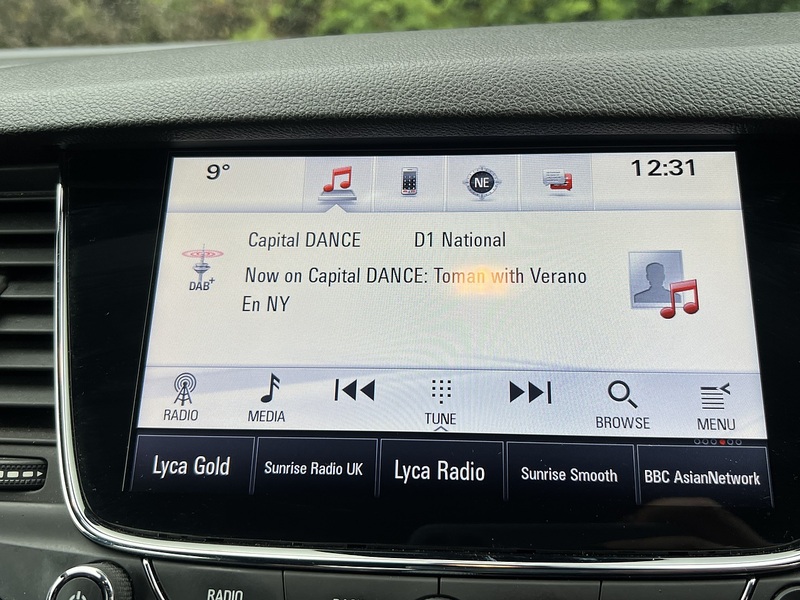 9° 12:31
NE
Capital DANCE D1 National
DAB+
Now on Capital DANCE: Toman with Verano
En NY
RADIO MEDIA TUNE BROWSE MENU
Lyca Gold Sunrise Radio UK Lyca Radio Sunrise Smooth BBC AsianNetwork
RADIO